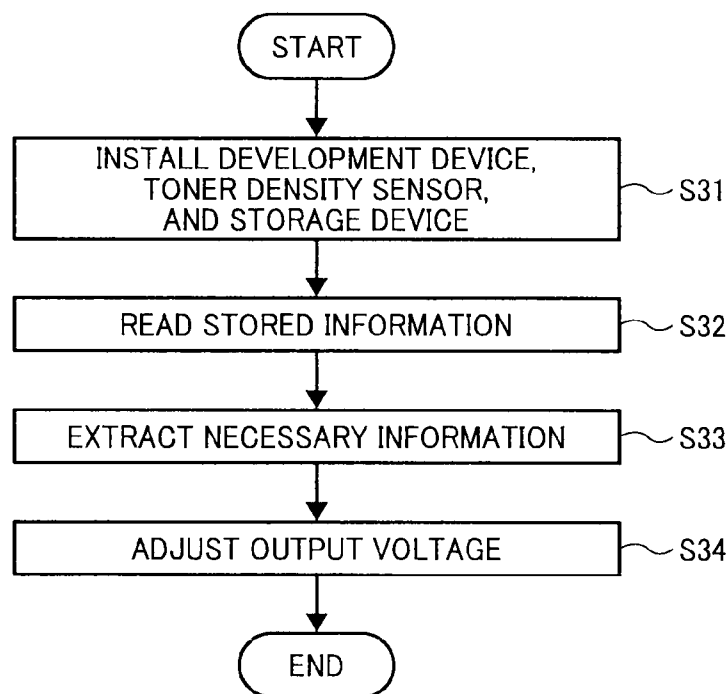 START
INSTALL DEVELOPMENT DEVICE,
TONER DENSITY SENSOR,
AND STORAGE DEVICE
S31
READ STORED INFORMATION
S32
EXTRACT NECESSARY INFORMATION
S33
ADJUST OUTPUT VOLTAGE
S34
END